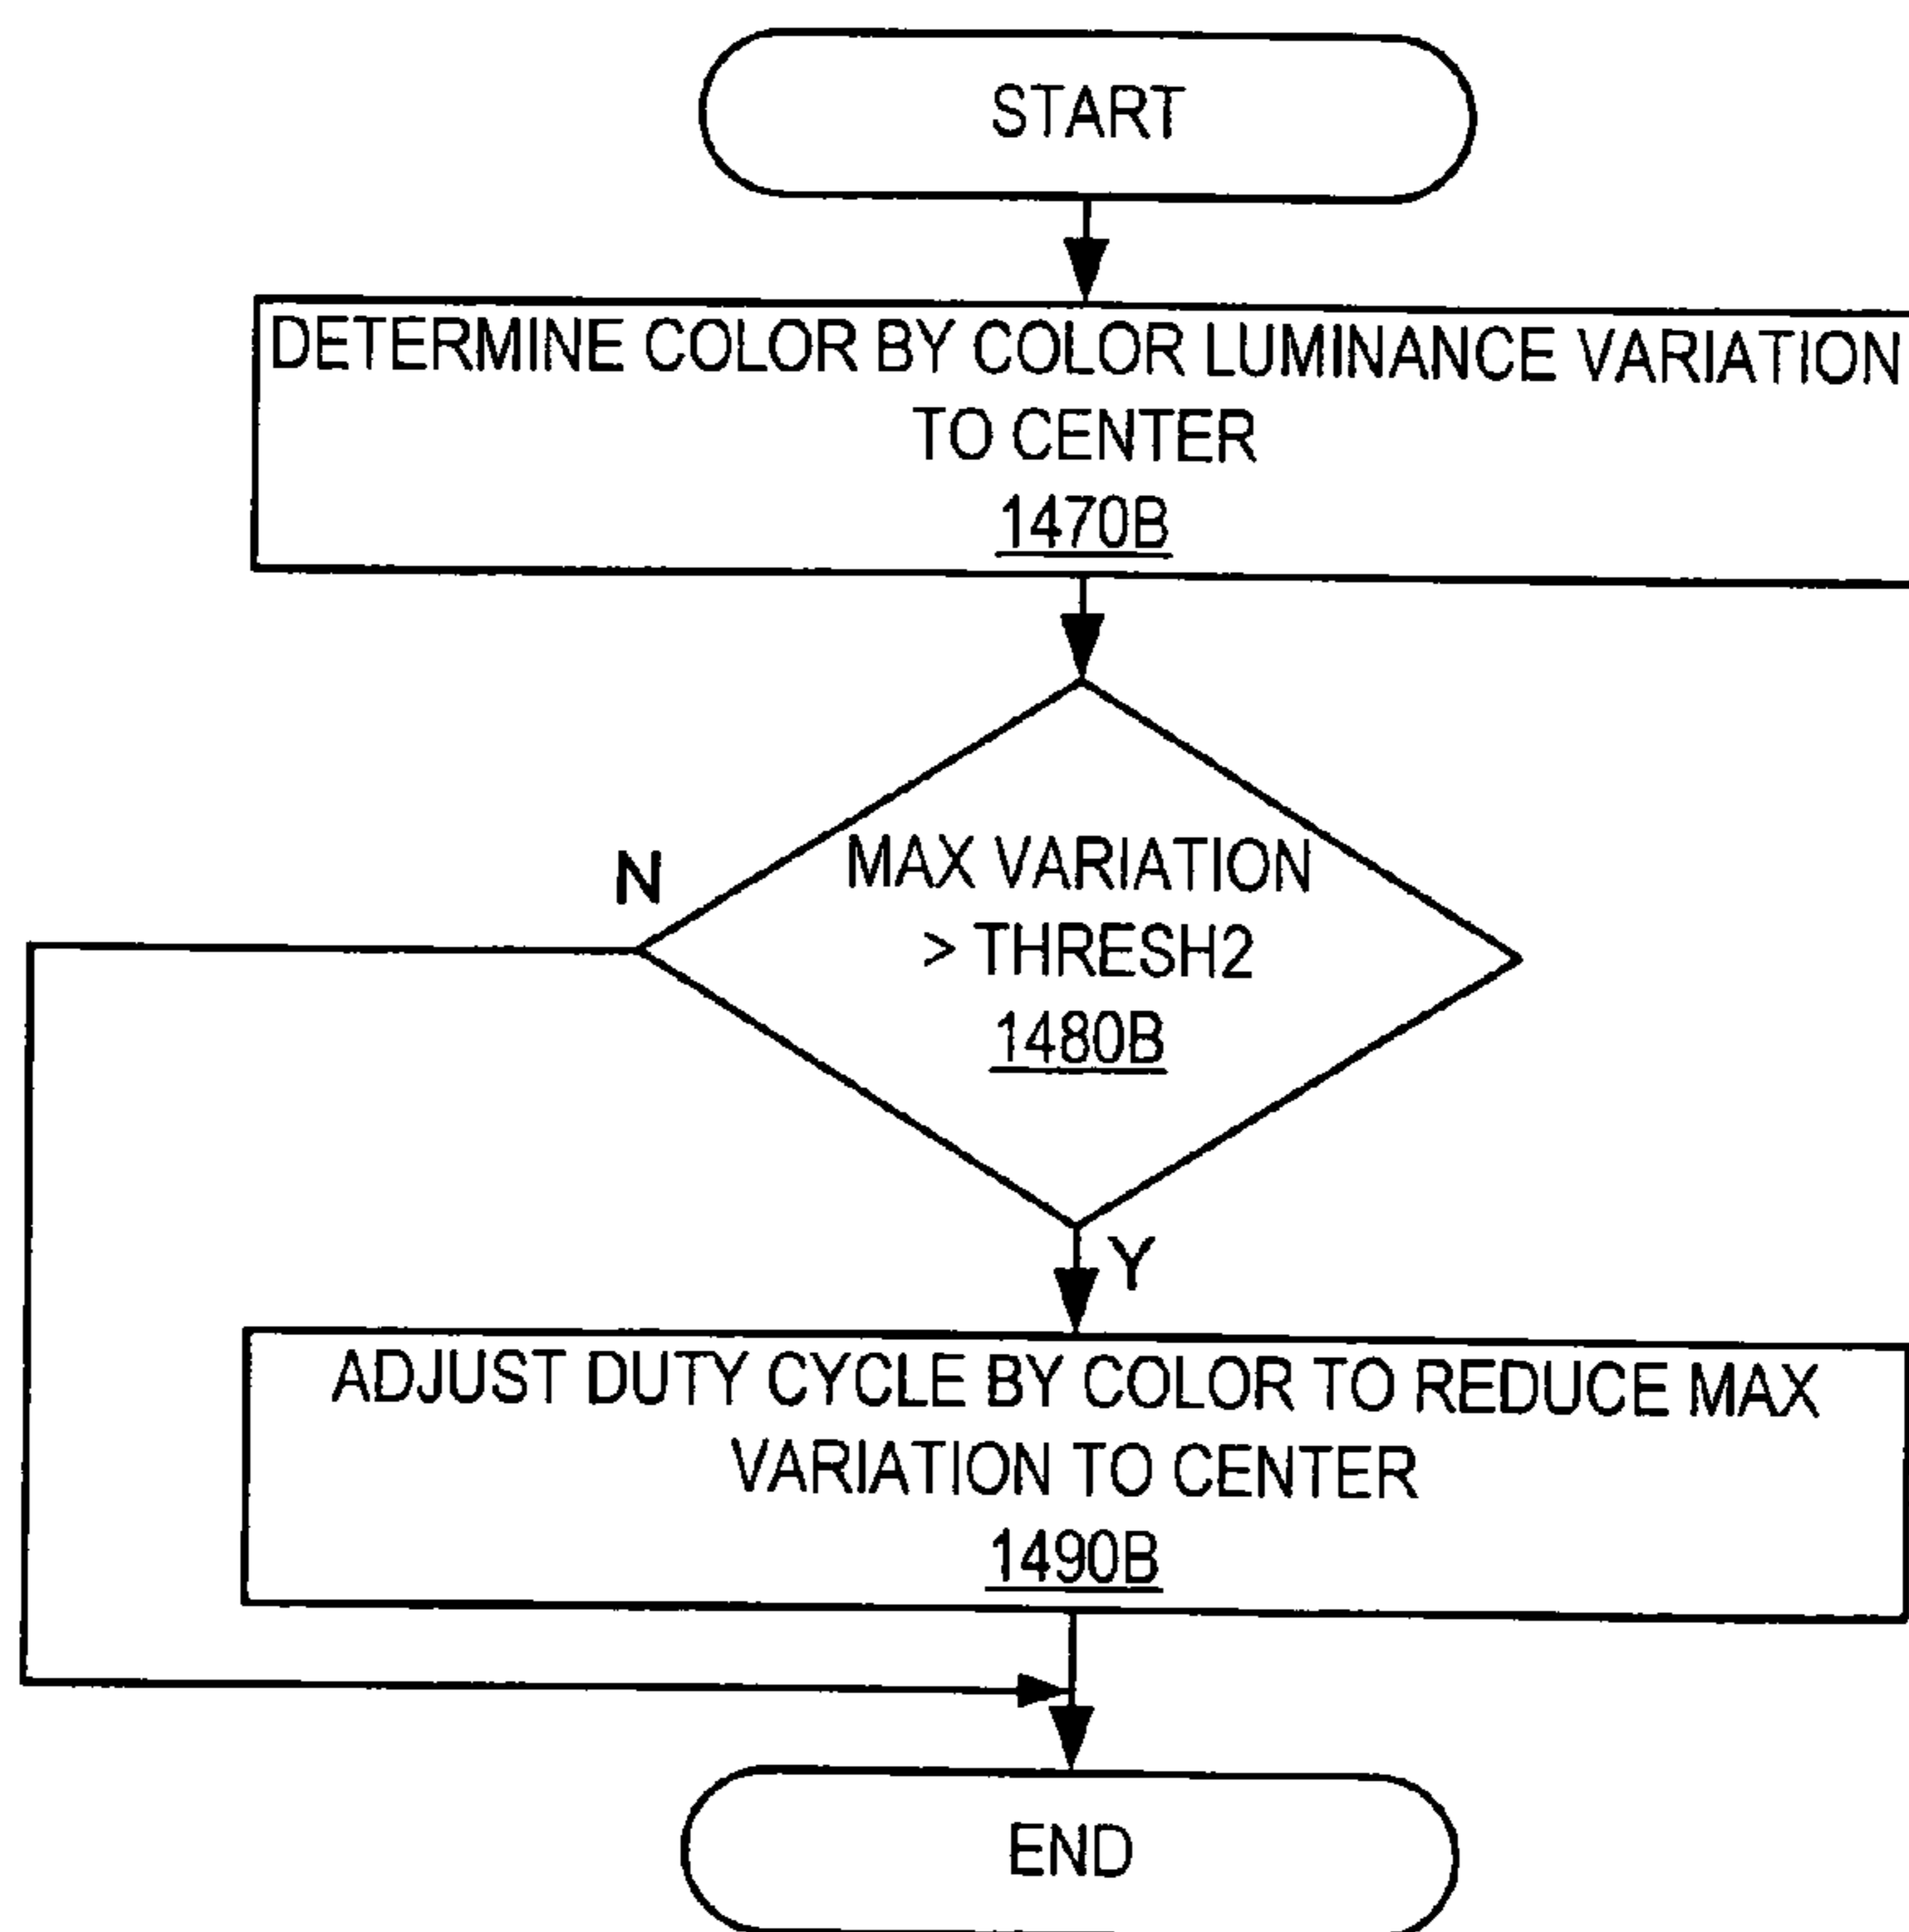 START
DETERMINE COLOR BY COLOR LUMINANCE VARIATION
TO CENTER
1470B
N
MAX VARIATION
> THRESH2
1480B
Y
ADJUST DUTY CYCLE BY COLOR TO REDUCE MAX
VARIATION TO CENTER
1490B
END